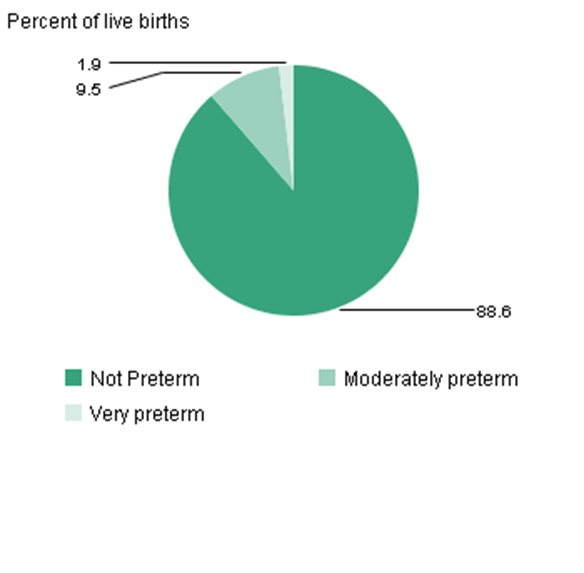 Percent of live births
1.9
9.5
88.6
Not Preterm
Moderately preterm
Very preterm